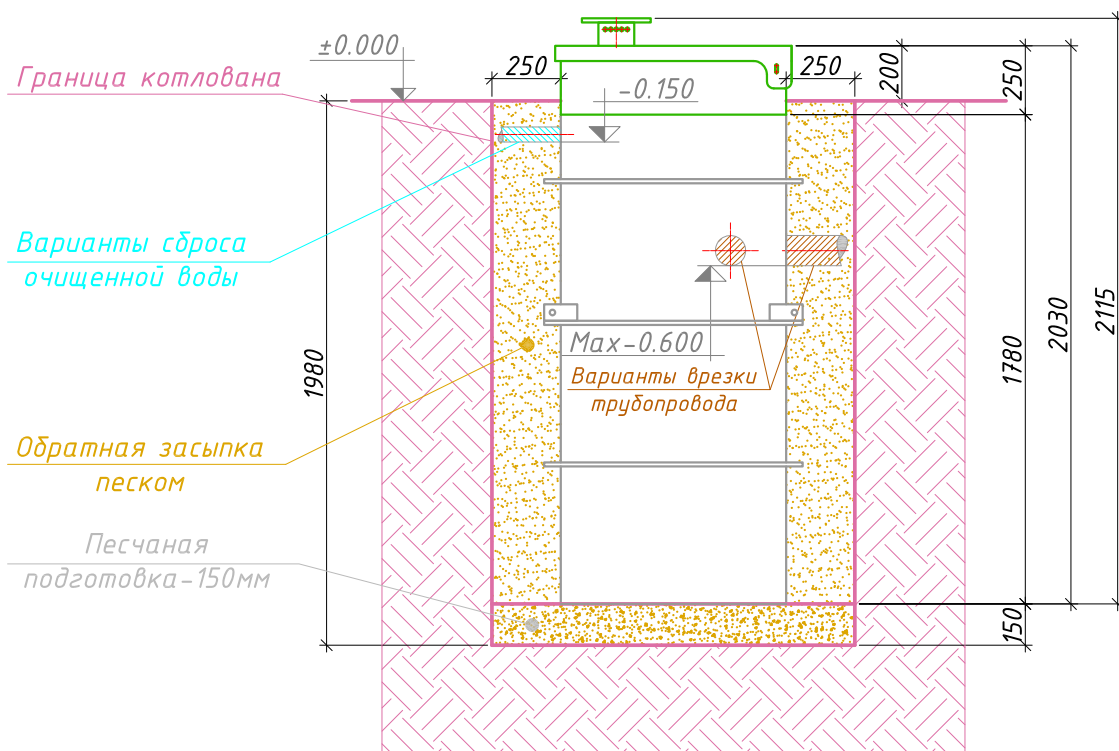 ±0.000
Граница котлована
250
250
200
250
-0.150
Варианты сброса
очищенной воды
1980
Max-0.600
Варианты врезки
трубопровода
1780
2030
2115
Обратная засыпка
песком
Песчаная
подготовка-150мм
150